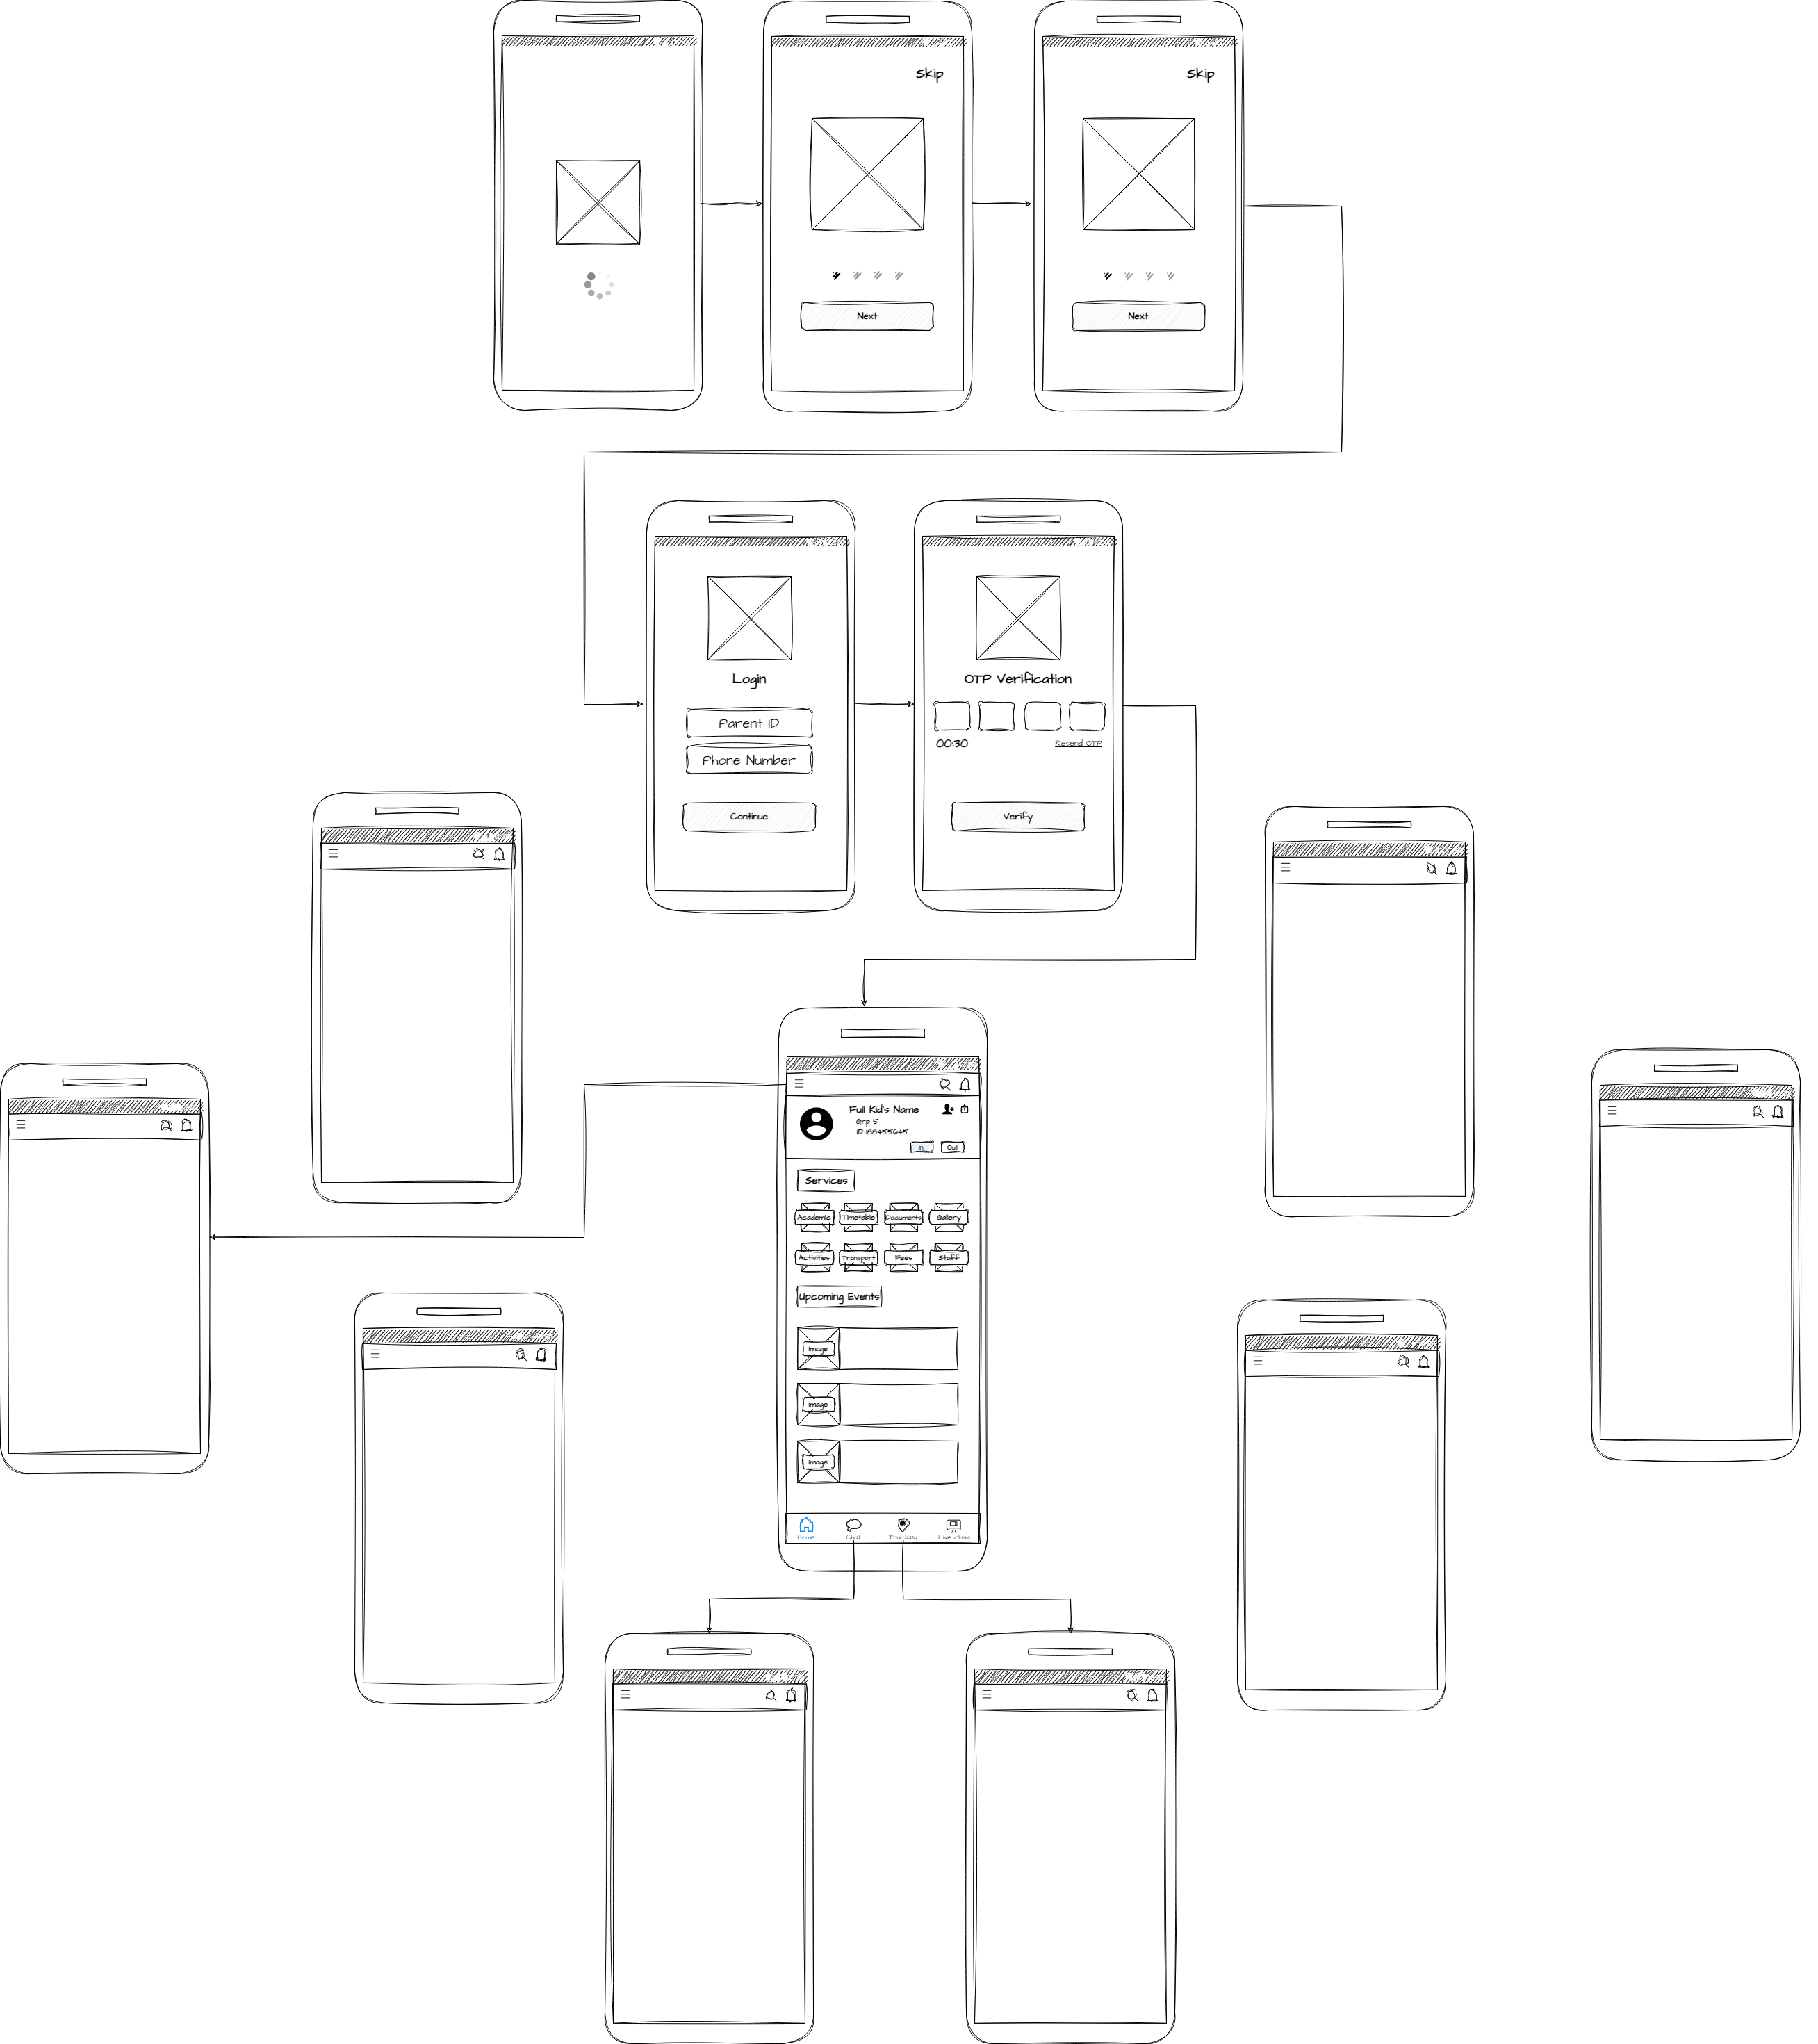 Skip
Skip
Next
Next
Login
OTP Verification
Parent ID
00:30
Resend OTP
Phone Number
Continue
Verify
Full Kid's Name
Grp 5
ID 188455645
in
Out
Services
Academic Timetable Documents Gallery
Activities Transport Fees Staff
Upcoming Events
Image
Image
Image
Home Chat Tracking Live class